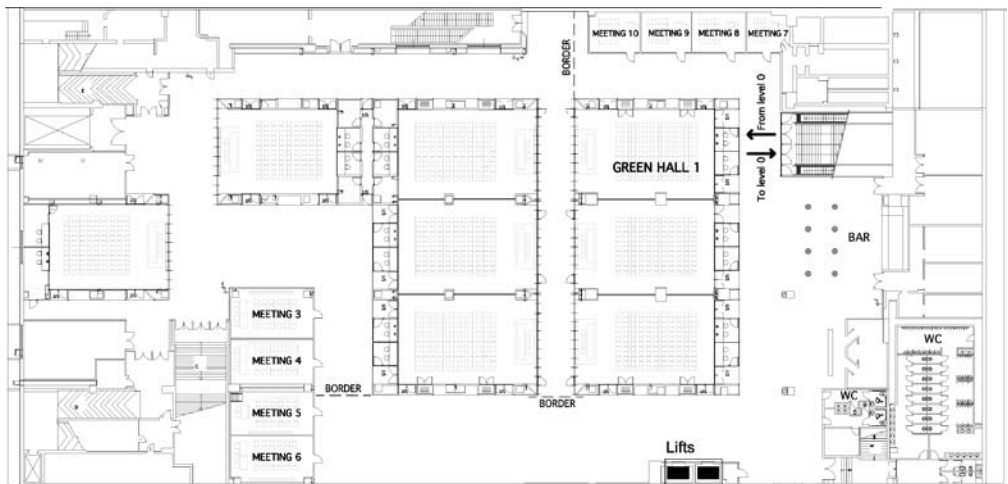 MEETING 10
MEETING 9
MEETING 8
MEETING 7
BORDER
From level 0
To level 0
GREEN HALL 1
BAR
MEETING 3
MEETING 4
BORDER
BORDER
MEETING 5
MEETING 6
WC
WC
Lifts